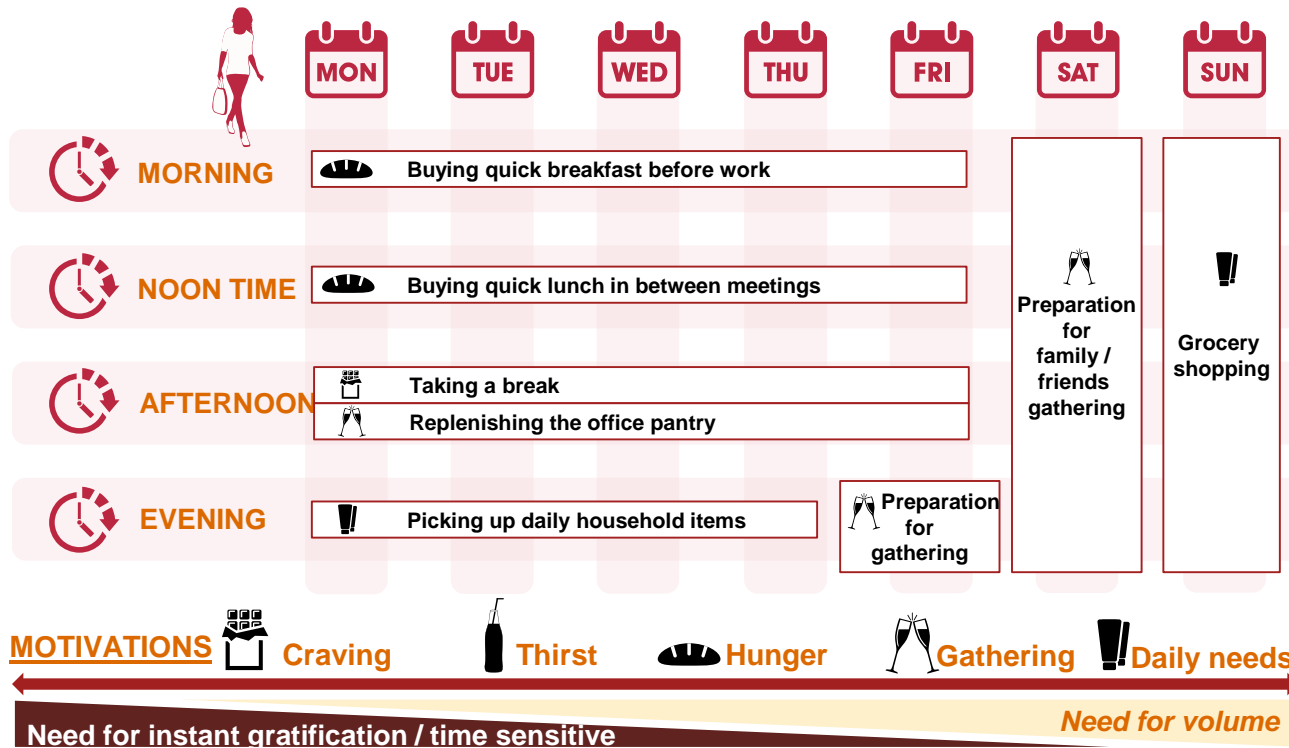 MON TUE WED THU FRI SAT SUN
MORNING
Buying quick breakfast before work
NOON TIME
Buying quick lunch in between meetings
AFTERNOON
Taking a break
Replenishing the office pantry
EVENING
Picking up daily household items
Preparation
for
gathering
Preparation
for
family /
friends
gathering
Grocery
shopping
MOTIVATIONS Craving Thirst Hunger Gathering Daily needs
Need for volume
Need for instant gratification / time sensitive